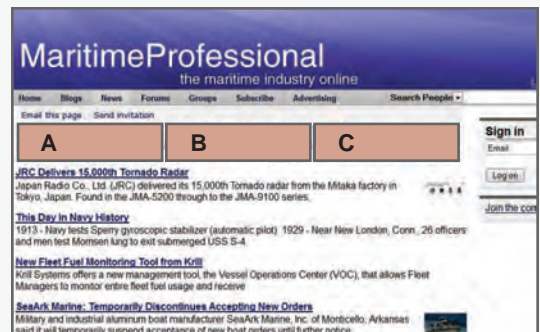 MaritimeProfessional
the maritime industry online
Home Blogs News Forums Groups Subscribe Advertising Search People
Email this page Send invitation
A B C
Sign in
Email
Log on
Join the con
JRC Delivers 15,000th Tornado Radar
Japan Radio Co., Ltd. (JRC) delivered its 15,000th Tornado radar from the Mitaka factory in
Tokyo, Japan. Found in the JMA-5200 through to the JMA-9100 series.
This Day in Navy History
1913 - Navy tests Sperry gyroscopic stabilizer (automatic pilot) 1929 - Near New London, Conn., 26 officers
and men test Momsen lung to exit submerged USS S-4
New Fleet Fuel Monitoring Tool from Krill
Krill Systems offers a new management tool, the Vessel Operations Center (VOC), that allows Fleet
Managers to monitor entire fleet fuel usage and receive
SeaArk Marine: Temporarily Discontinues Accepting New Orders
Military and industrial aluminum boat manufacturer SeaArk Marine, Inc. of Monticello, Arkansas
said it will temporarily suspend acceptance of new boat orders until further notice